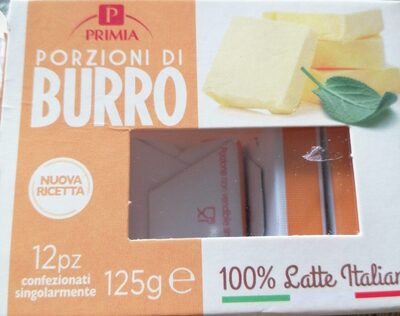 P
PRIMIA
PORZIONI DI
BURRO
NUOVA
RICETTA
12pz
confezionati
singolarmente
125g e
100% Latte Italian